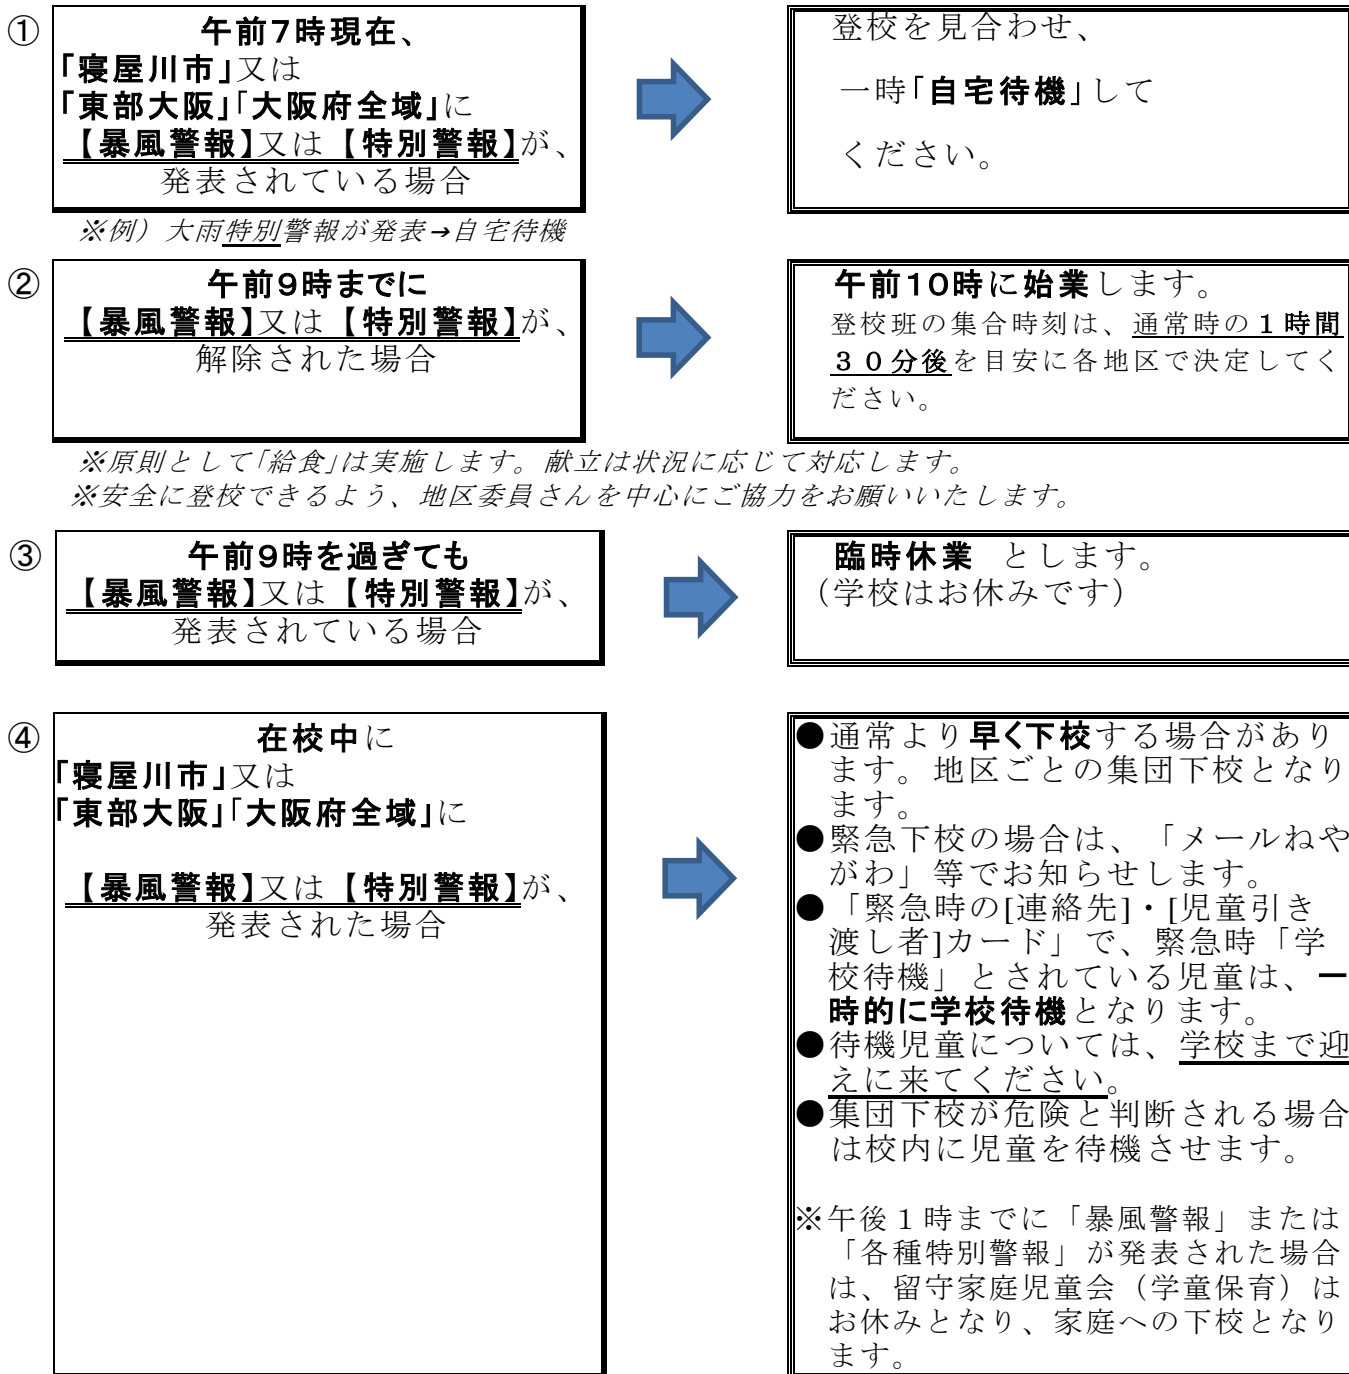 ①
午前7時現在、
「寝屋川市」又は
「東部大阪」「大阪府全域」に
【暴風警報】又は【特別警報】が、
発表されている場合
登校を見合わせ、
一時「自宅待機」して
ください。
※例）大雨特別警報が発表→自宅待機
②
午前9時までに
【暴風警報】又は【特別警報】が、
解除された場合
午前10時に始業します。
登校班の集合時刻は、通常時の１時間
３０分後を目安に各地区で決定してく
ださい。
※原則として「給食」は実施します。献立は状況に応じて対応します。
※安全に登校できるよう、地区委員さんを中心にご協力をお願いいたします。
③
午前9時を過ぎても
【暴風警報】又は【特別警報】が、
発表されている場合
臨時休業 とします。
（学校はお休みです）
④
在校中に
「寝屋川市」又は
「東部大阪」「大阪府全域」に
【暴風警報】又は【特別警報】が、
発表された場合
●通常より早く下校する場合があり
ます。地区ごとの集団下校となり
ます。
●緊急下校の場合は、「メールねや
がわ」等でお知らせします。
●「緊急時の[連絡先]・[児童引き
渡し者]カード」で、緊急時「学
校待機」とされている児童は、一
時的に学校待機となります。
●待機児童については、学校まで迎
えに来てください。
●集団下校が危険と判断される場合
は校内に児童を待機させます。
※午後１時までに「暴風警報」または
「各種特別警報」が発表された場合
は、留守家庭児童会（学童保育）は
お休みとなり、家庭への下校となり
ます。